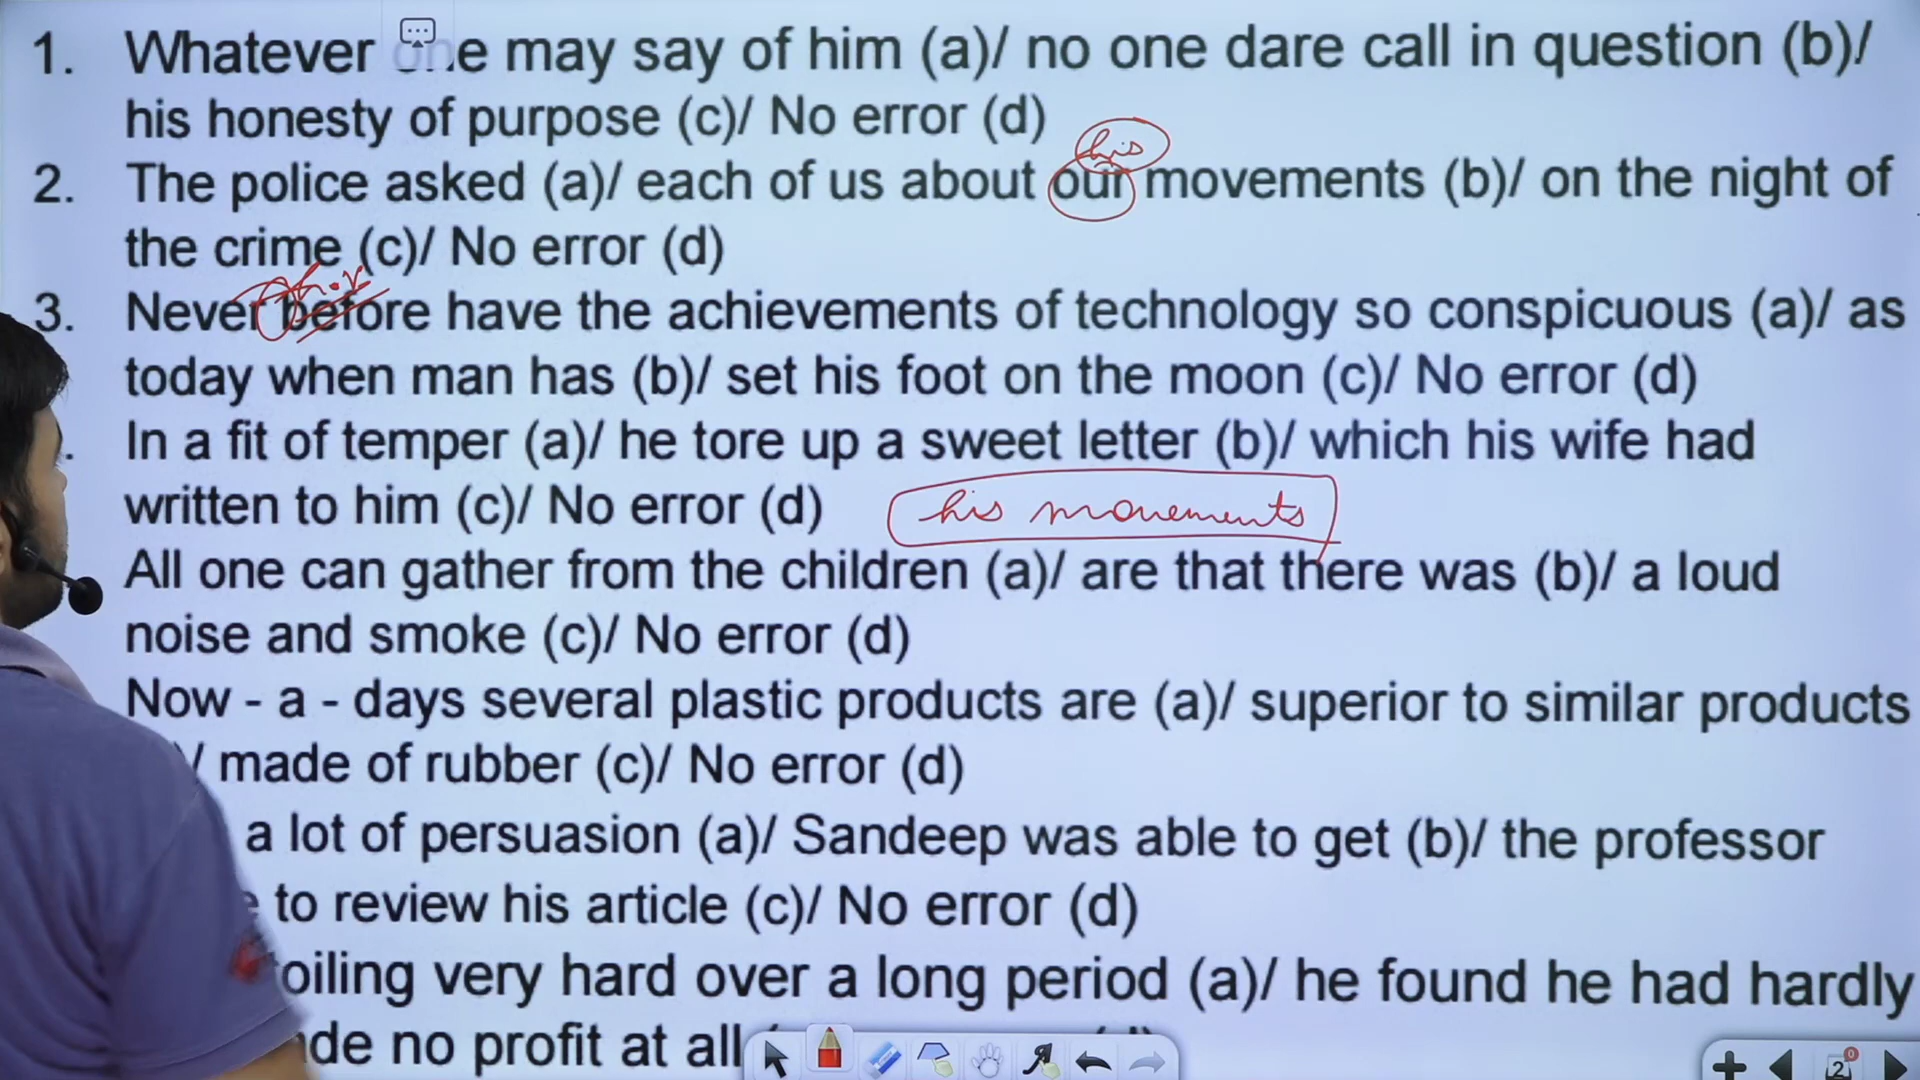 1. Whatever one may say of him (a)/ no one dare call in question (b)/
his honesty of purpose (c)/ No error (d)
his
2. The police asked (a)/ each of us about our movements (b)/ on the night of
the crime (c)/ No error (d)
3. Never before have the achievements of technology so conspicuous (a)/ as
today when man has (b)/ set his foot on the moon (c)/ No error (d)
. In a fit of temper (a)/ he tore up a sweet letter (b)/ which his wife had
written to him (c)/ No error (d)
his movements
All one can gather from the children (a)/ are that there was (b)/ a loud
noise and smoke (c)/ No error (d)
Now - a - days several plastic products are (a)/ superior to similar products
/ made of rubber (c)/ No error (d)
a lot of persuasion (a)/ Sandeep was able to get (b)/ the professor
to review his article (c)/ No error (d)
oiling very hard over a long period (a)/ he found he had hardly
de no profit at all
2
0